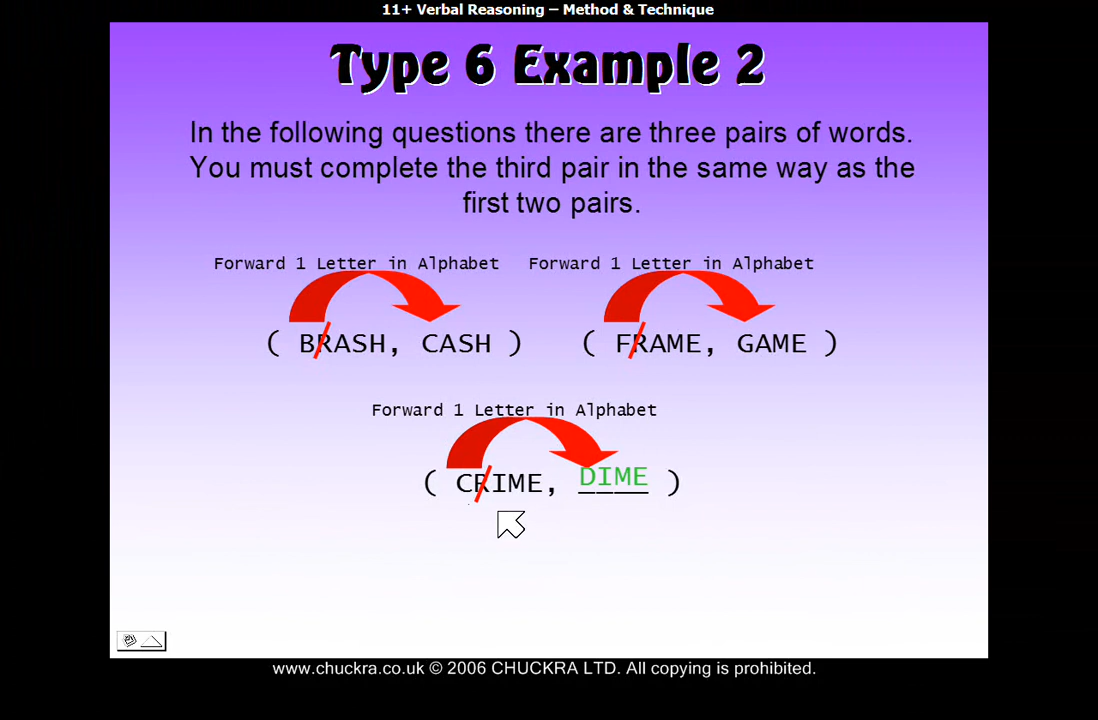 11+ Verbal Reasoning – Method & Technique
Type 6 Example 2
In the following questions there are three pairs of words.
You must complete the third pair in the same way as the
first two pairs.
Forward 1 Letter in Alphabet Forward 1 Letter in Alphabet
( BRASH, CASH ) ( FRAME, GAME )
Forward 1 Letter in Alphabet
( CRIME, DIME )
www.chuckra.co.uk © 2006 CHUCKRA LTD. All copying is prohibited.